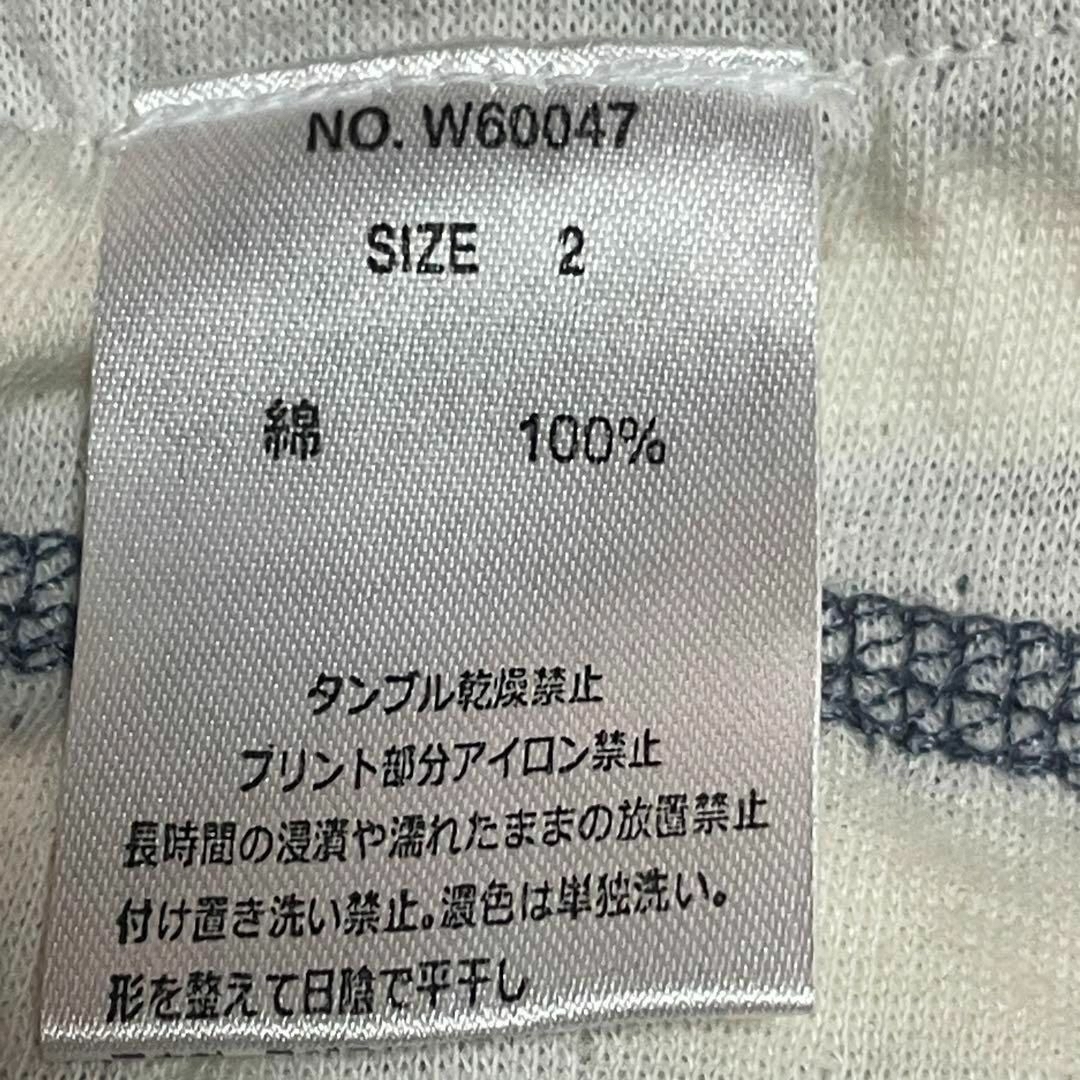 NO. W60047
SIZE 2
綿 100%
タンブル乾燥禁止
プリント部分アイロン禁止
長時間の浸漬や濡れたままの放置禁止
付け置き洗い禁止。濃色は単独洗い。
形を整えて日陰で平干し